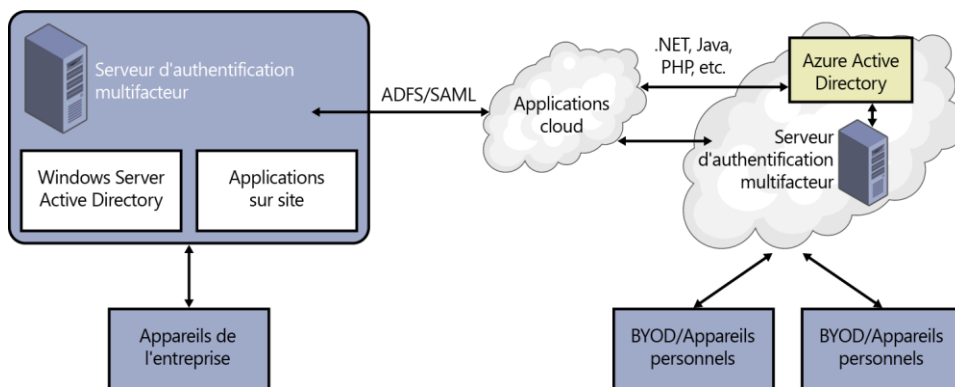 Serveur d'authentification
multifacteur
Windows Server
Active Directory
Applications
sur site
Appareils de
l'entreprise
ADFS/SAML
Applications
cloud
.NET, Java,
PHP, etc.
Azure Active
Directory
Serveur
d'authentification
multifacteur
BYOD/Appareils
personnels
BYOD/Appareils
personnels